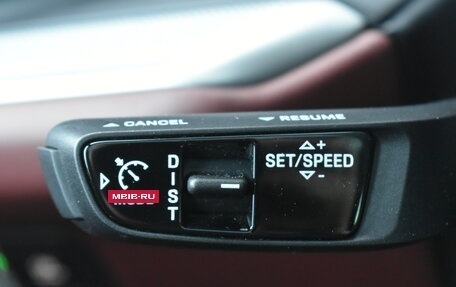 CANCEL
RESUME
DIST
SET/SPEED
+
-
MBIB-RU